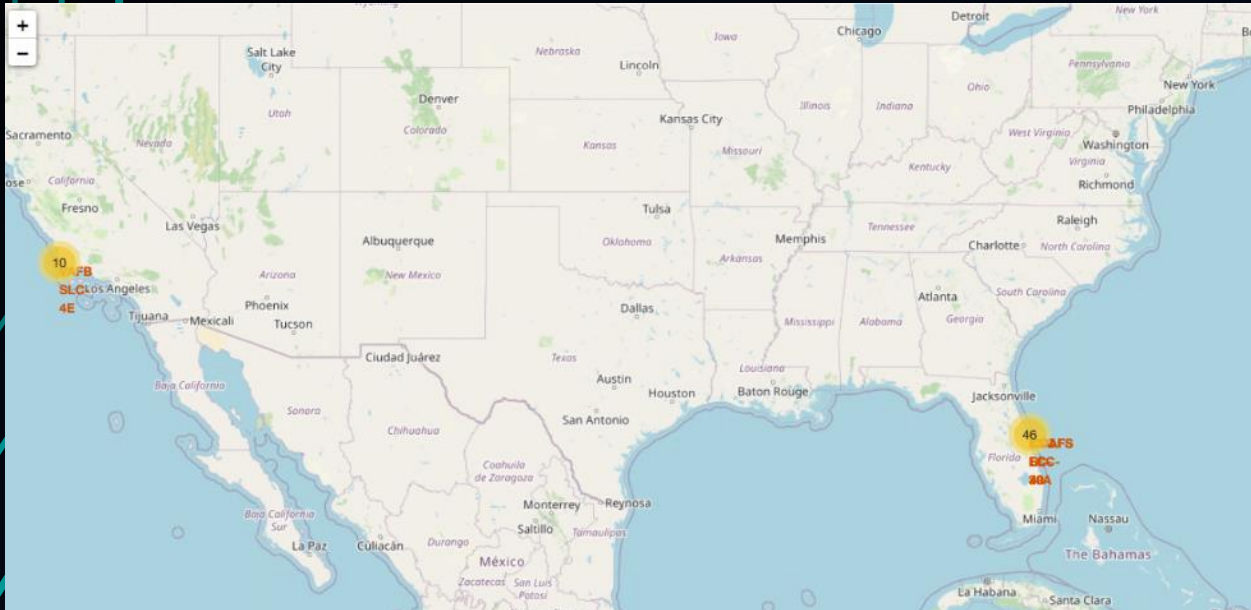 +
−
Wyoming
Detroit
New York
Chicago
Iowa
Salt Lake
City
Nebraska
Lincoln
Pennsylvania
New York
Denver
Utah
Colorado
Illinois
Indiana
Ohio
Philadelphia
Kansas City
Sacramento
Nevada
Kansas
Missouri
West Virginia
Washington
Virginia
ose
California
Kentucky
Richmond
Fresno
Las Vegas
Tulsa
Raleigh
Albuquerque
Oklahoma
Memphis
Tennessee
Charlotte
North Carolina
10
AFB
SLC-
4E
Los Angeles
Arizona
New Mexico
Arkansas
Phoenix
Atlanta
South Carolina
Tijuana
Mexicali
Tucson
Dallas
Mississippi
Alabama
Georgia
Ciudad Juárez
Texas
Louisiana
Baja California
Austin
Houston
Baton Rouge
Jacksonville
Sonora
San Antonio
Chihuahua
46
AFS
Florida
Coahuila
de Zaragoza
Baja California
Sur
Monterrey
Reynosa
Saltillo
Miami
Nassau
La Paz
Culiacán
Durango
Tamaulipas
México
The Bahamas
Zacatecas
San Luis
Potosí
La Habana
Santa Clara